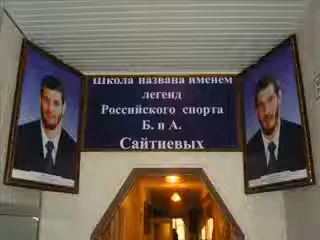 Школа названа именем
легенд
Российского спорта
Б. и А.
Сайтиевых